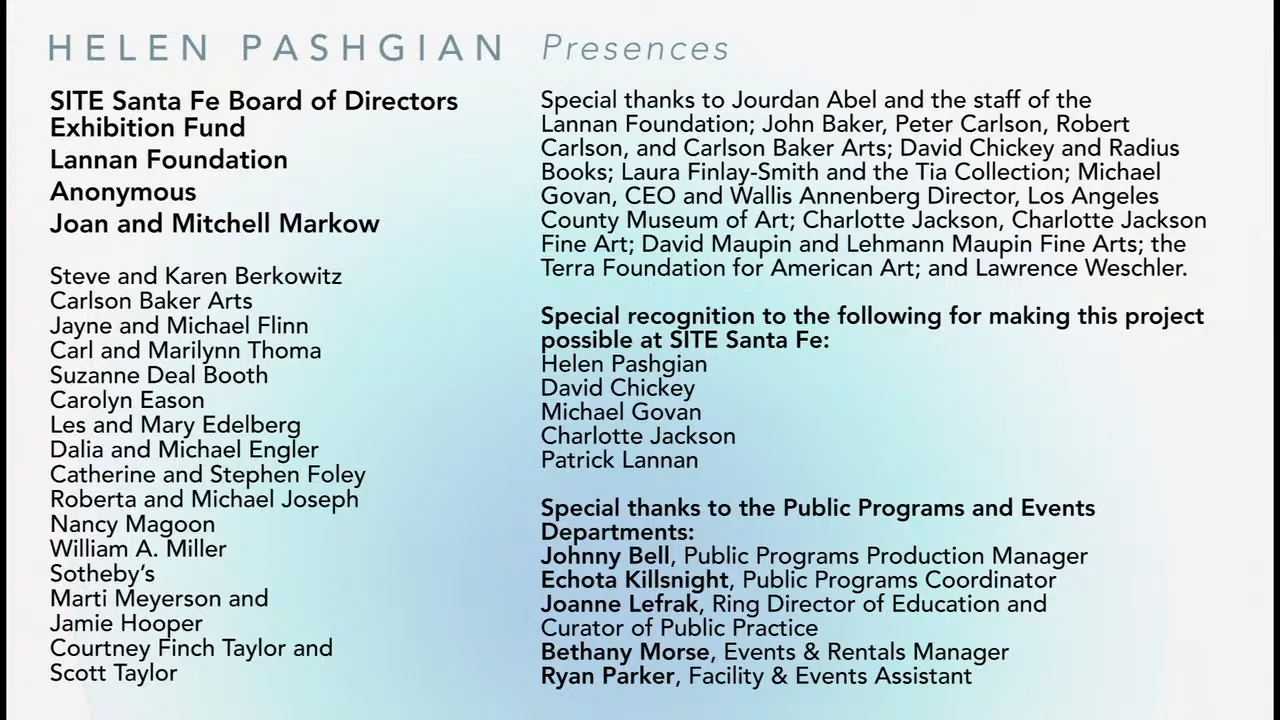 HELEN PASHGIAN Presences
SITE Santa Fe Board of Directors
Exhibition Fund
Lannan Foundation
Anonymous
Joan and Mitchell Markow
Steve and Karen Berkowitz
Carlson Baker Arts
Jayne and Michael Flinn
Carl and Marilynn Thoma
Suzanne Deal Booth
Carolyn Eason
Les and Mary Edelberg
Dalia and Michael Engler
Catherine and Stephen Foley
Roberta and Michael Joseph
Nancy Magoon
William A. Miller
Sotheby’s
Marti Meyerson and
Jamie Hooper
Courtney Finch Taylor and
Scott Taylor
Special thanks to Jourdan Abel and the staff of the
Lannan Foundation; John Baker, Peter Carlson, Robert
Carlson, and Carlson Baker Arts; David Chickey and Radius
Books; Laura Finlay-Smith and the Tia Collection; Michael
Govan, CEO and Wallis Annenberg Director, Los Angeles
County Museum of Art; Charlotte Jackson, Charlotte Jackson
Fine Art; David Maupin and Lehmann Maupin Fine Arts; the
Terra Foundation for American Art; and Lawrence Weschler.
Special recognition to the following for making this project
possible at SITE Santa Fe:
Helen Pashgian
David Chickey
Michael Govan
Charlotte Jackson
Patrick Lannan
Special thanks to the Public Programs and Events
Departments:
Johnny Bell, Public Programs Production Manager
Echota Killsnight, Public Programs Coordinator
Joanne Lefrak, Ring Director of Education and
Curator of Public Practice
Bethany Morse, Events & Rentals Manager
Ryan Parker, Facility & Events Assistant